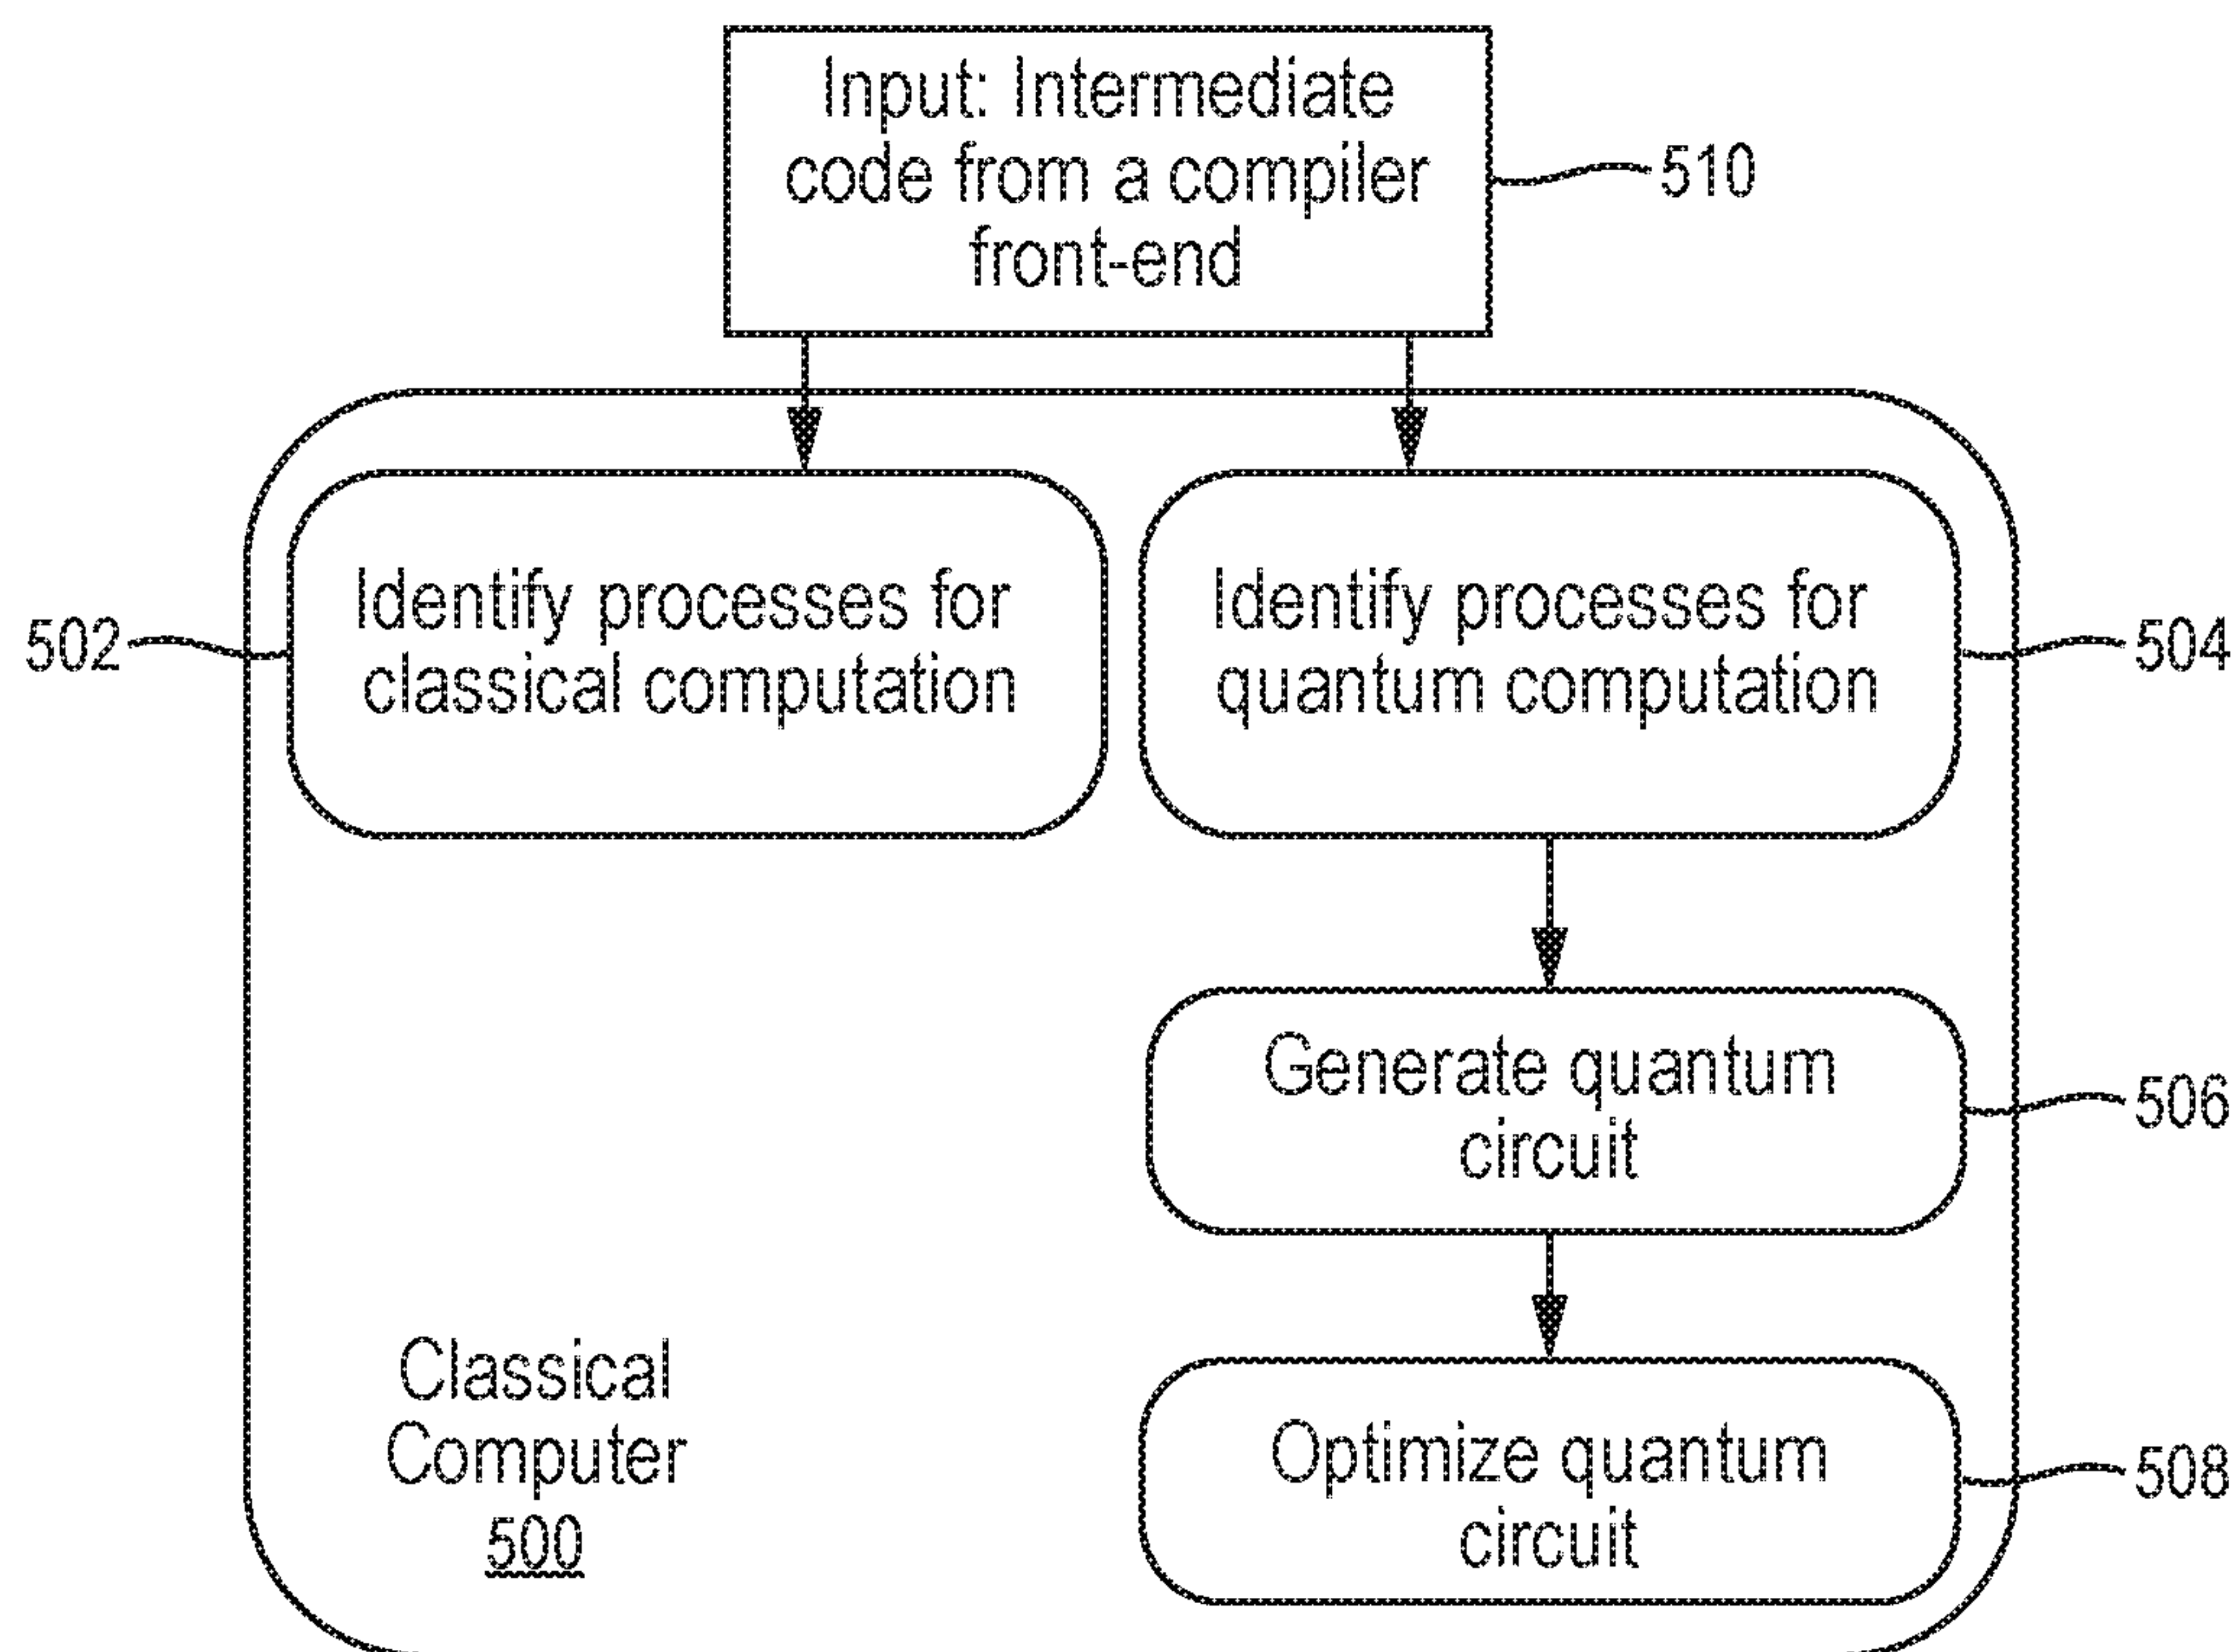 Input: Intermediate
code from a compiler
front-end
510
Identify processes for
classical computation
502
Identify processes for
quantum computation
504
Generate quantum
circuit
506
Classical
Computer
500
Optimize quantum
circuit
508